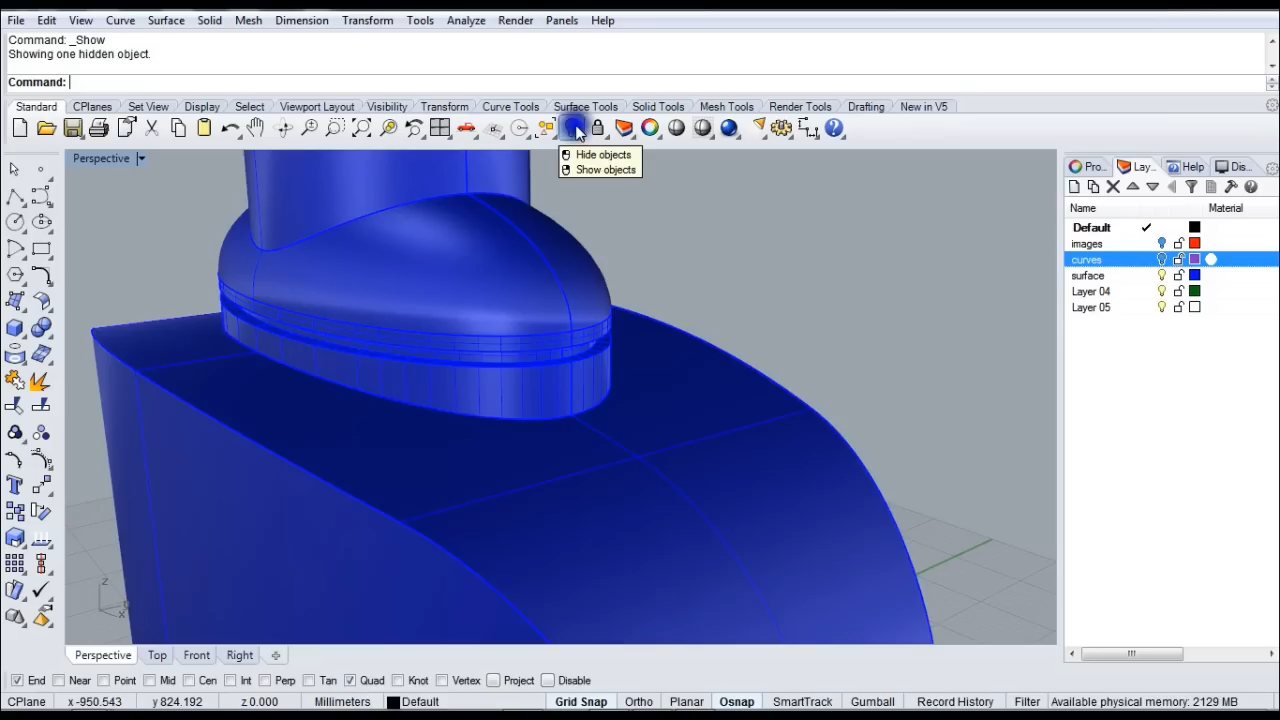 File Edit View Curve Surface Solid Mesh Dimension Transform Tools Analyze Render Panels Help
Command: _Show
Showing one hidden object.
Command:
Standard CPlanes Set View Display Select Viewport Layout Visibility Transform Curve Tools Surface Tools Solid Tools Mesh Tools Render Tools Drafting New in V5
Hide objects
Show objects
Perspective
Pro... Lay... Help Dis...
Name Material
Default
images
curves
surface
Layer 04
Layer 05
z
x
Perspective Top Front Right
End Near Point Mid Cen Int Perp Tan Quad Knot Vertex Project Disable
CPlane x -950.543 y 824.192 z 0.000 Millimeters Default Grid Snap Ortho Planar Osnap SmartTrack Gumball Record History Filter Available physical memory: 2129 MB